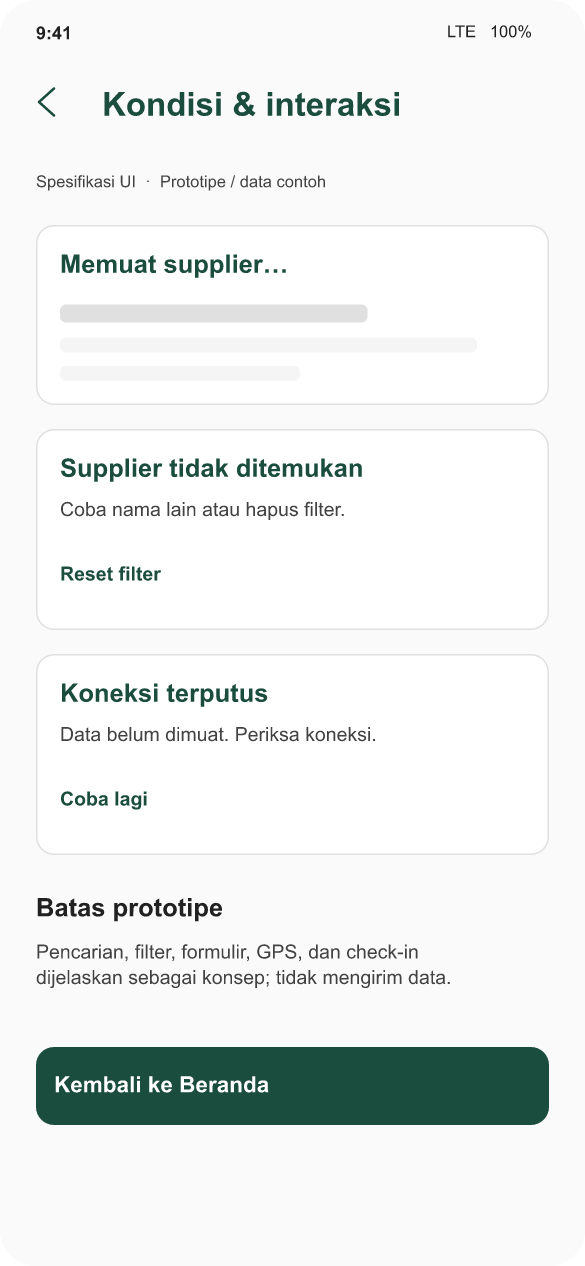 9:41
LTE 100%
Kondisi & interaksi
Spesifikasi UI · Prototipe / data contoh
Memuat supplier…
Supplier tidak ditemukan
Coba nama lain atau hapus filter.
Reset filter
Koneksi terputus
Data belum dimuat. Periksa koneksi.
Coba lagi
Batas prototipe
Pencarian, filter, formulir, GPS, dan check-in
dijelaskan sebagai konsep; tidak mengirim data.
Kembali ke Beranda